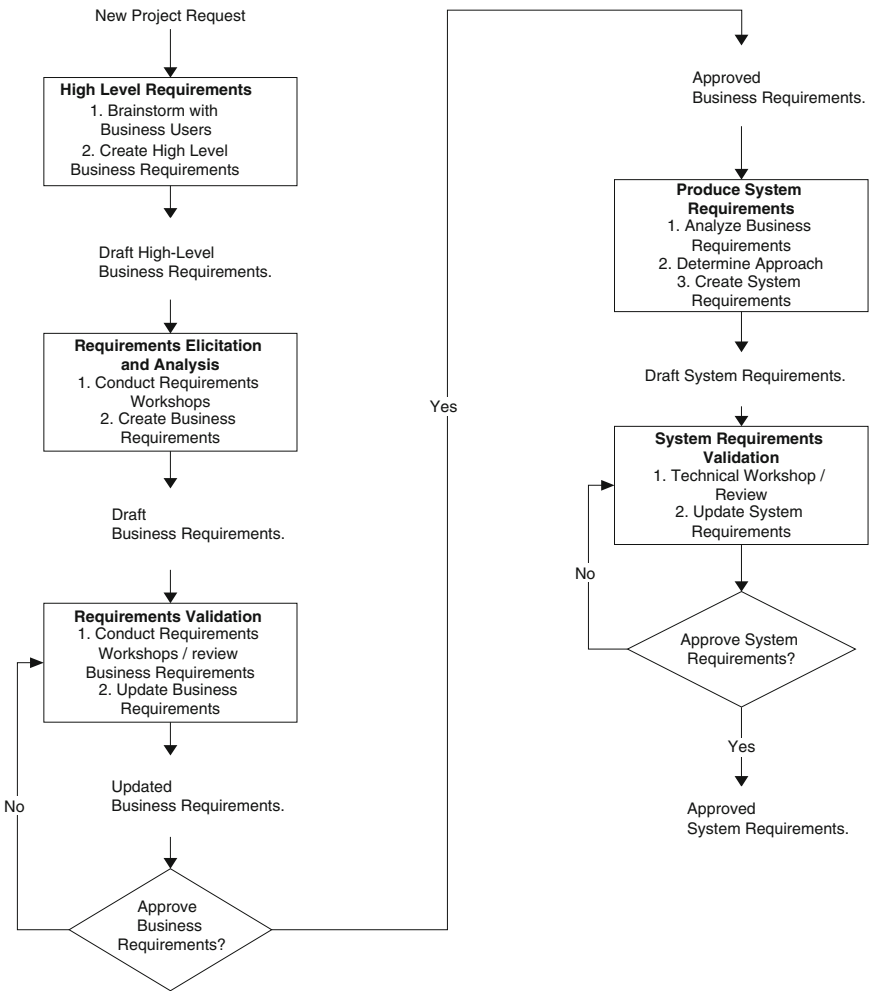 New Project Request
High Level Requirements
1. Brainstorm with
Business Users
2. Create High Level
Business Requirements
Draft High-Level
Business Requirements.
Requirements Elicitation
and Analysis
1. Conduct Requirements
Workshops
2. Create Business
Requirements
Draft
Business Requirements.
Requirements Validation
1. Conduct Requirements
Workshops / review
Business Requirements
2. Update Business
Requirements
Updated
Business Requirements.
No
Approve
Business
Requirements?
Yes
Approved
Business Requirements.
Produce System
Requirements
1. Analyze Business
Requirements
2. Determine Approach
3. Create System
Requirements
Draft System Requirements.
System Requirements
Validation
1. Technical Workshop /
Review
2. Update System
Requirements
No
Approve System
Requirements?
Yes
Approved
System Requirements.